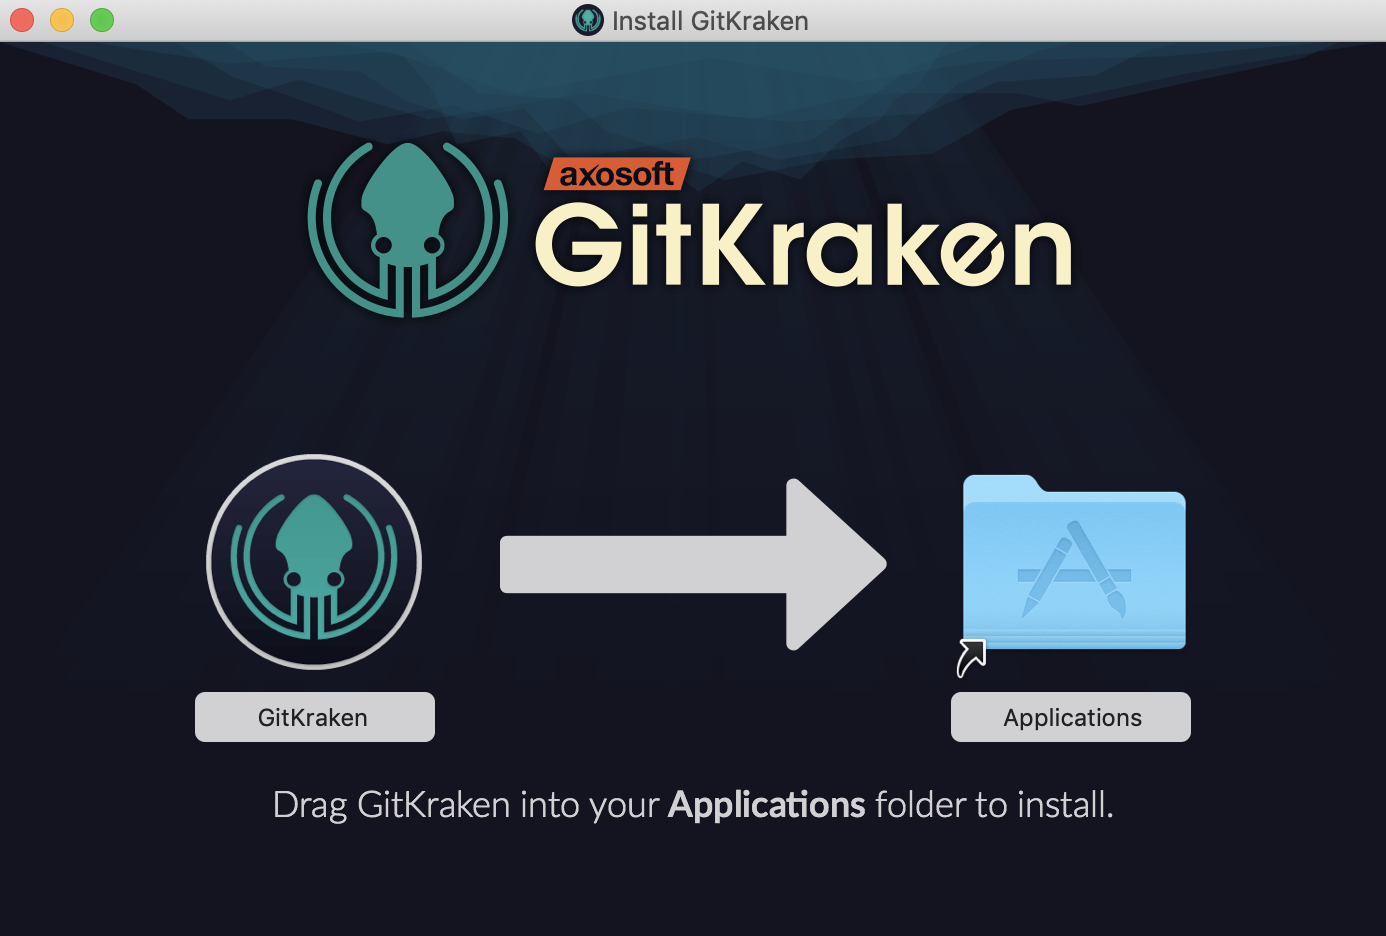 Install GitKraken
axosoft
GitKraken
GitKraken
Applications
Drag GitKraken into your Applications folder to install.